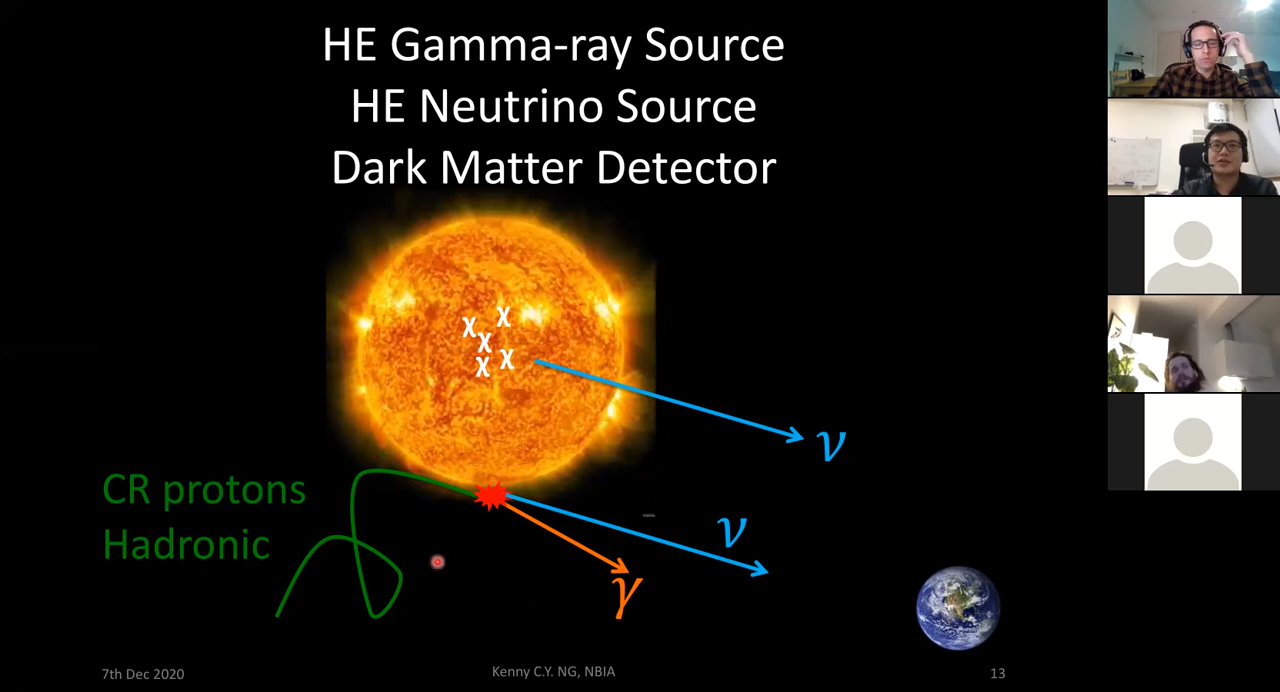 HE Gamma-ray Source
HE Neutrino Source
Dark Matter Detector
χ χ
χ
χ χ
ν
CR protons
Hadronic
ν
γ
7th Dec 2020
Kenny C.Y. NG, NBIA
13